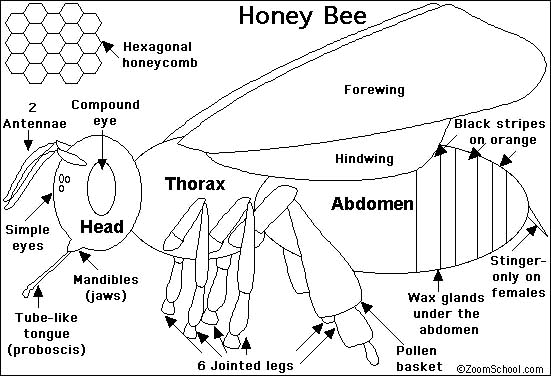 Honey Bee
Hexagonal
honeycomb
2
Antennae
Compound
eye
Forewing
Black stripes
on orange
Hindwing
Thorax
Abdomen
Head
Simple
eyes
Mandibles
(jaws)
Stinger-
only on
females
Wax glands
under the
abdomen
Tube-like
tongue
(proboscis)
6 Jointed legs
Pollen
basket
©ZoomSchool.com